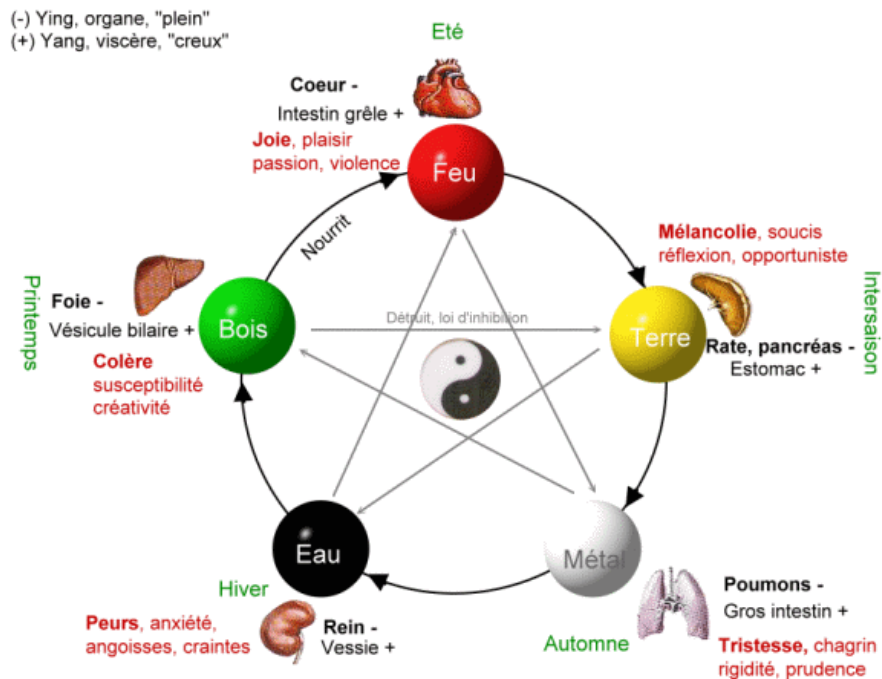 (-) Ying, organe, "plein"
(+) Yang, viscère, "creux"
Eté
Coeur -
Intestin grêle +
Joie, plaisir
passion, violence
Feu
Nourrit
Mélancolie, soucis
réflexion, opportuniste
Printemps
Foie -
Vésicule bilaire +
Bois
Colère
susceptibilité
créativité
Détruit, loi d'inhibition
Terre
Rate, pancréas -
Estomac +
Intersaison
Eau
Hiver
Peurs, anxiété,
angoisses, craintes
Rein -
Vessie +
Métal
Automne
Poumons -
Gros intestin +
Tristesse, chagrin
rigidité, prudence